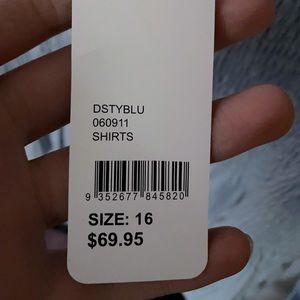 DSTYBLU
060911
SHIRTS
9 352677 845820
SIZE: 16
$69.95